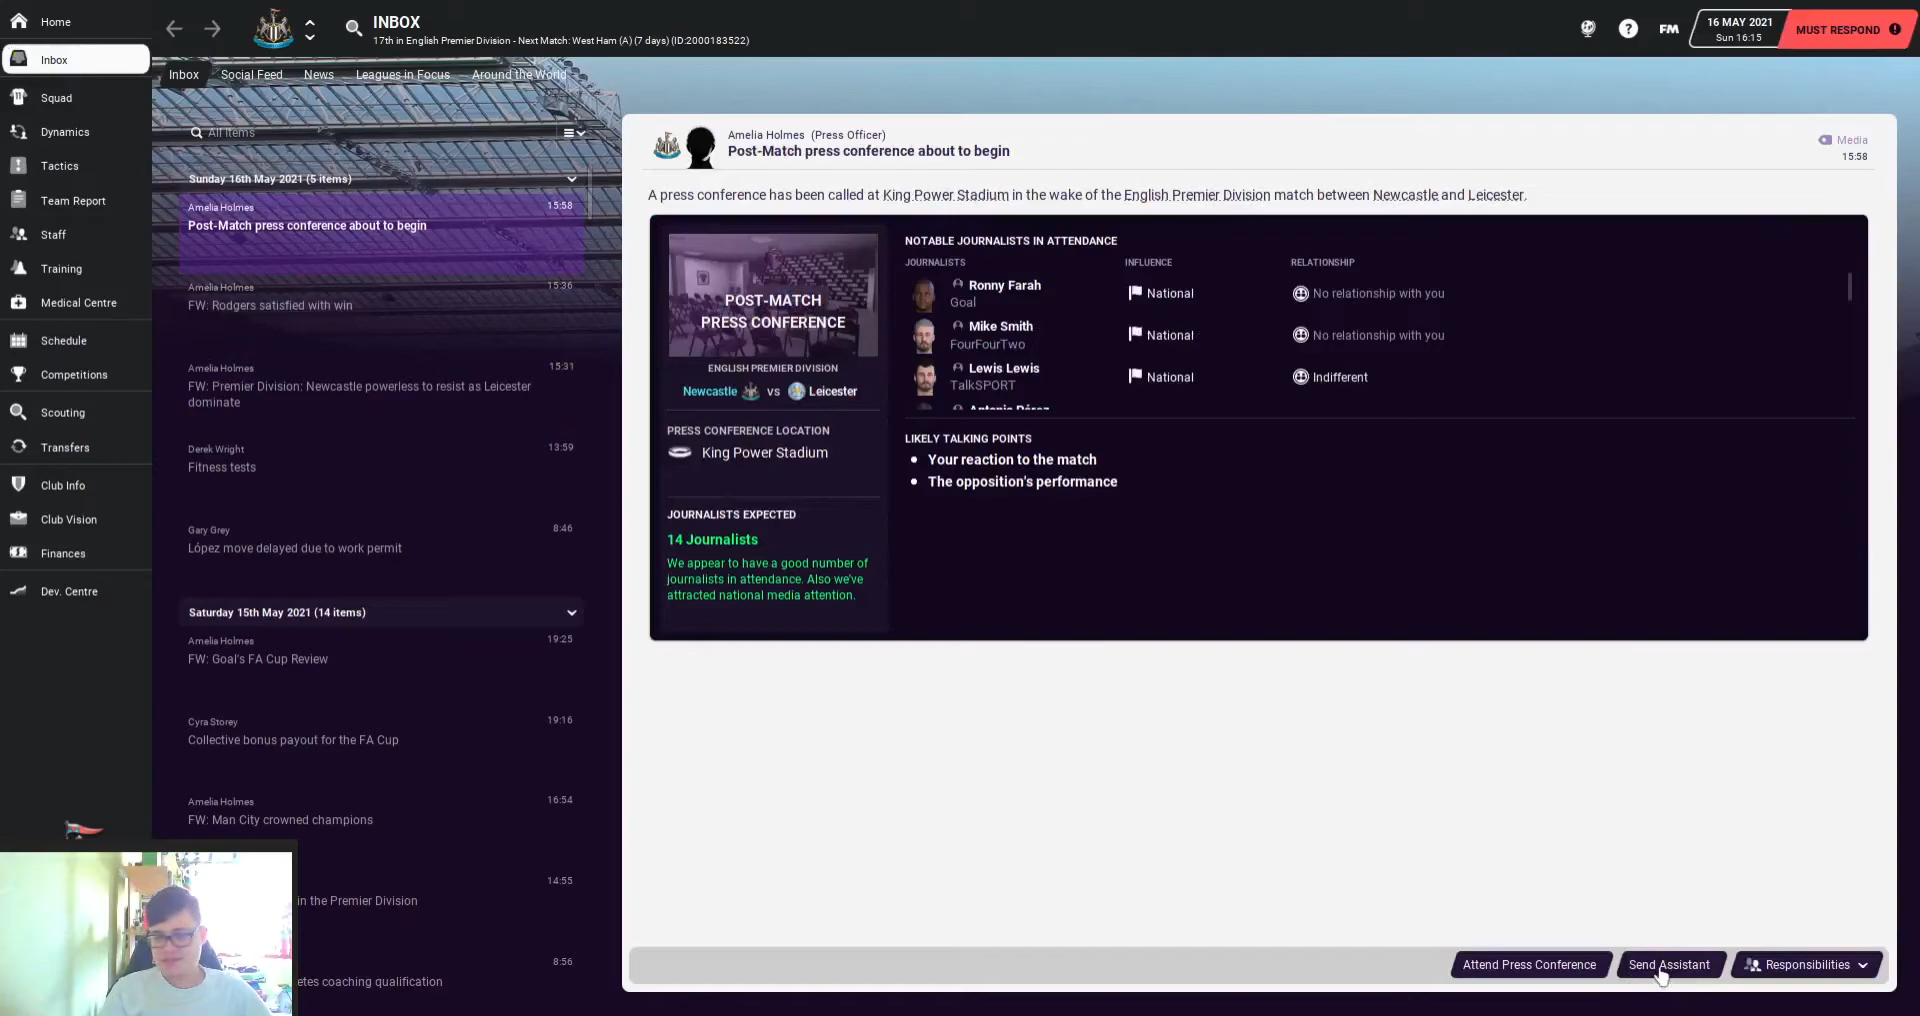 Home
Inbox
Squad
Dynamics
Tactics
Team Report
Staff
Training
Medical Centre
Schedule
Competitions
Scouting
Transfers
Club Info
Club Vision
Finances
Dev. Centre
INBOX
17th in English Premier Division - Next Match: West Ham (A) (7 days) (ID:2000183522)
FM
16 MAY 2021
Sun 16:15
MUST RESPOND
Inbox Social Feed News Leagues in Focus Around the World
All Items
Sunday 16th May 2021 (5 items)
Amelia Holmes 15:58
Post-Match press conference about to begin
Amelia Holmes 15:36
FW: Rodgers satisfied with win
Amelia Holmes 15:31
FW: Premier Division: Newcastle powerless to resist as Leicester
dominate
Derek Wright 13:59
Fitness tests
Gary Grey 8:46
López move delayed due to work permit
Saturday 15th May 2021 (14 items)
Amelia Holmes 19:25
FW: Goal's FA Cup Review
Cyra Storey 19:16
Collective bonus payout for the FA Cup
Amelia Holmes 16:54
FW: Man City crowned champions
14:55
in the Premier Division
8:56
etes coaching qualification
Amelia Holmes (Press Officer)
Post-Match press conference about to begin
Media
15:58
A press conference has been called at King Power Stadium in the wake of the English Premier Division match between Newcastle and Leicester.
POST-MATCH
PRESS CONFERENCE
ENGLISH PREMIER DIVISION
Newcastle vs Leicester
PRESS CONFERENCE LOCATION
King Power Stadium
JOURNALISTS EXPECTED
14 Journalists
We appear to have a good number of
journalists in attendance. Also we've
attracted national media attention.
NOTABLE JOURNALISTS IN ATTENDANCE
JOURNALISTS INFLUENCE RELATIONSHIP
Ronny Farah
Goal
National
No relationship with you
Mike Smith
FourFourTwo
National
No relationship with you
Lewis Lewis
TalkSPORT
National
Indifferent
Antonio Pérez
LIKELY TALKING POINTS
Your reaction to the match
The opposition's performance
Attend Press Conference Send Assistant Responsibilities